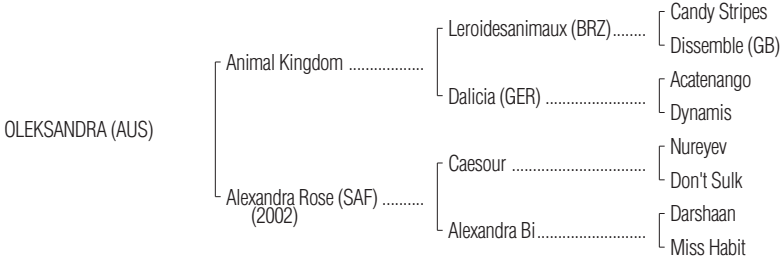 Candy Stripes
Leroidesanimaux (BRZ)........
Dissemble (GB)
Animal Kingdom ..................
Acatenango
Dalicia (GER) ........................
Dynamis
OLEKSANDRA (AUS)
Nureyev
Caesour ................................
Don't Sulk
Alexandra Rose (SAF) ..........
(2002)
Darshaan
Alexandra Bi..........................
Miss Habit